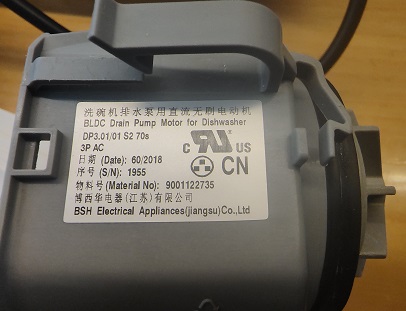 洗碗机排水泵用直流无刷电动机
BLDC Drain Pump Motor for Dishwasher
DP3.01/01 S2 70s
3P AC
日期 (Date): 60/2018
序号 (S/N): 1955
物料号 (Material No): 9001122735
博西华电器(江苏)有限公司
BSH Electrical Appliances(jiangsu)Co.,Ltd
c RU US
CN